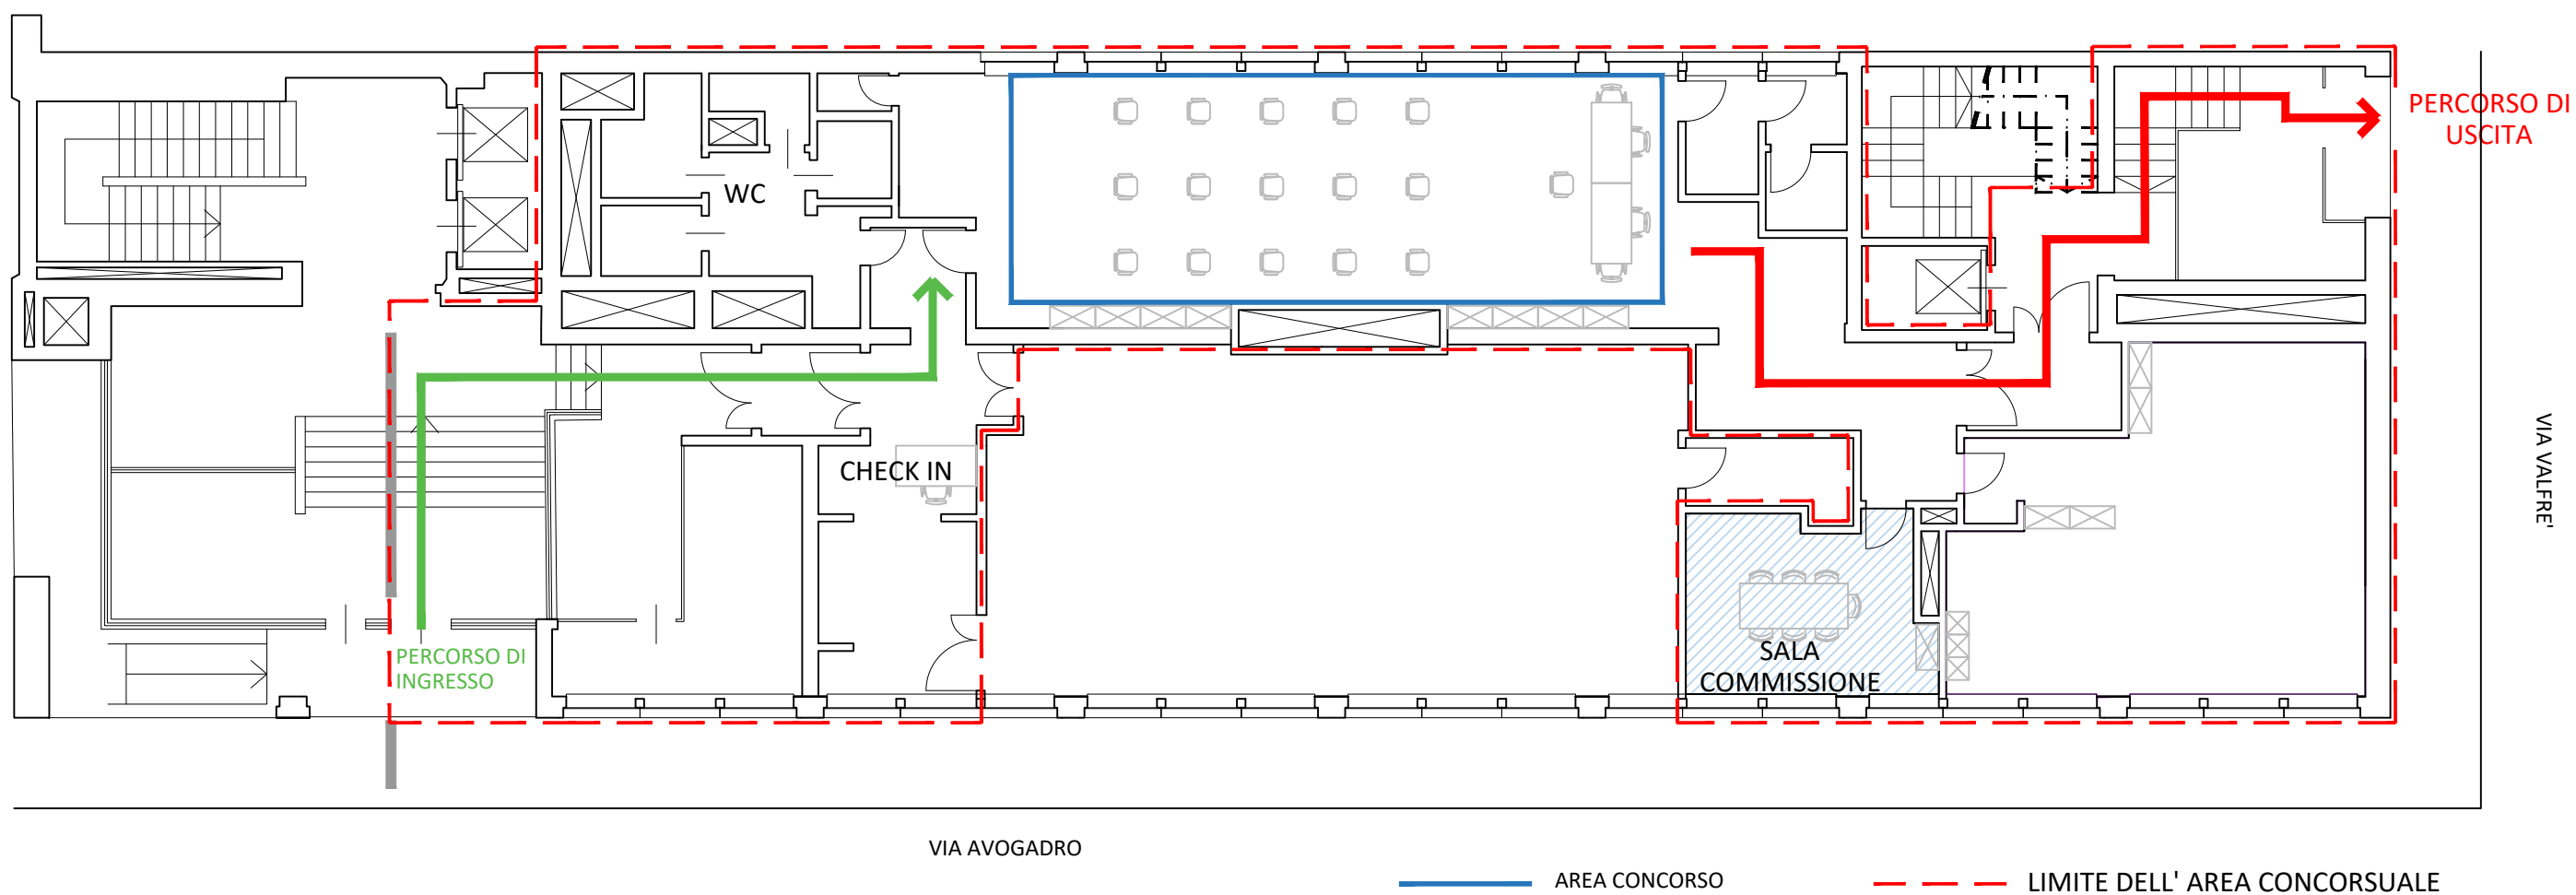 PERCORSO DI
USCITA
WC
CHECK IN
VIA VALFRE'
PERCORSO DI
INGRESSO
SALA
COMMISSIONE
VIA AVOGADRO
AREA CONCORSO
LIMITE DELL' AREA CONCORSUALE